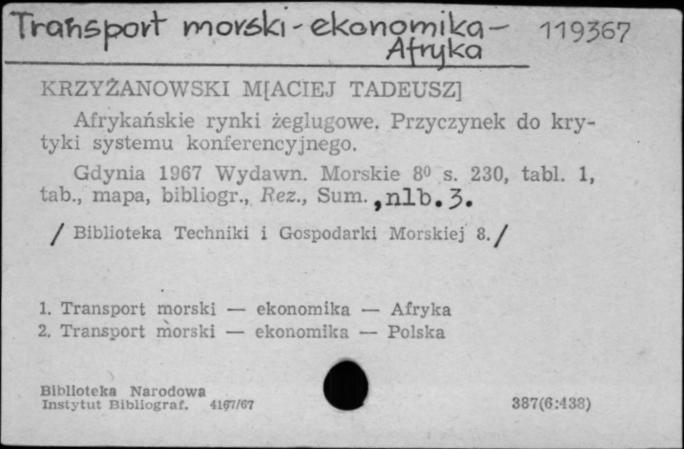 Transport morski - ekonomika - 119367
Afryka
KRZYŻANOWSKI M[ACIEJ TADEUSZ]
Afrykańskie rynki żeglugowe. Przyczynek do kry-
tyki systemu konferencyjnego.
Gdynia 1967 Wydawn. Morskie 8⁰ s. 230, tabl. 1,
tab., mapa, bibliogr., Rez., Sum. , nlb. 3.
/ Biblioteka Techniki i Gospodarki Morskiej 8. /
1. Transport morski — ekonomika — Afryka
2. Transport morski — ekonomika — Polska
Biblioteka Narodowa
Instytut Bibliograf. 4167/67 387(6:438)